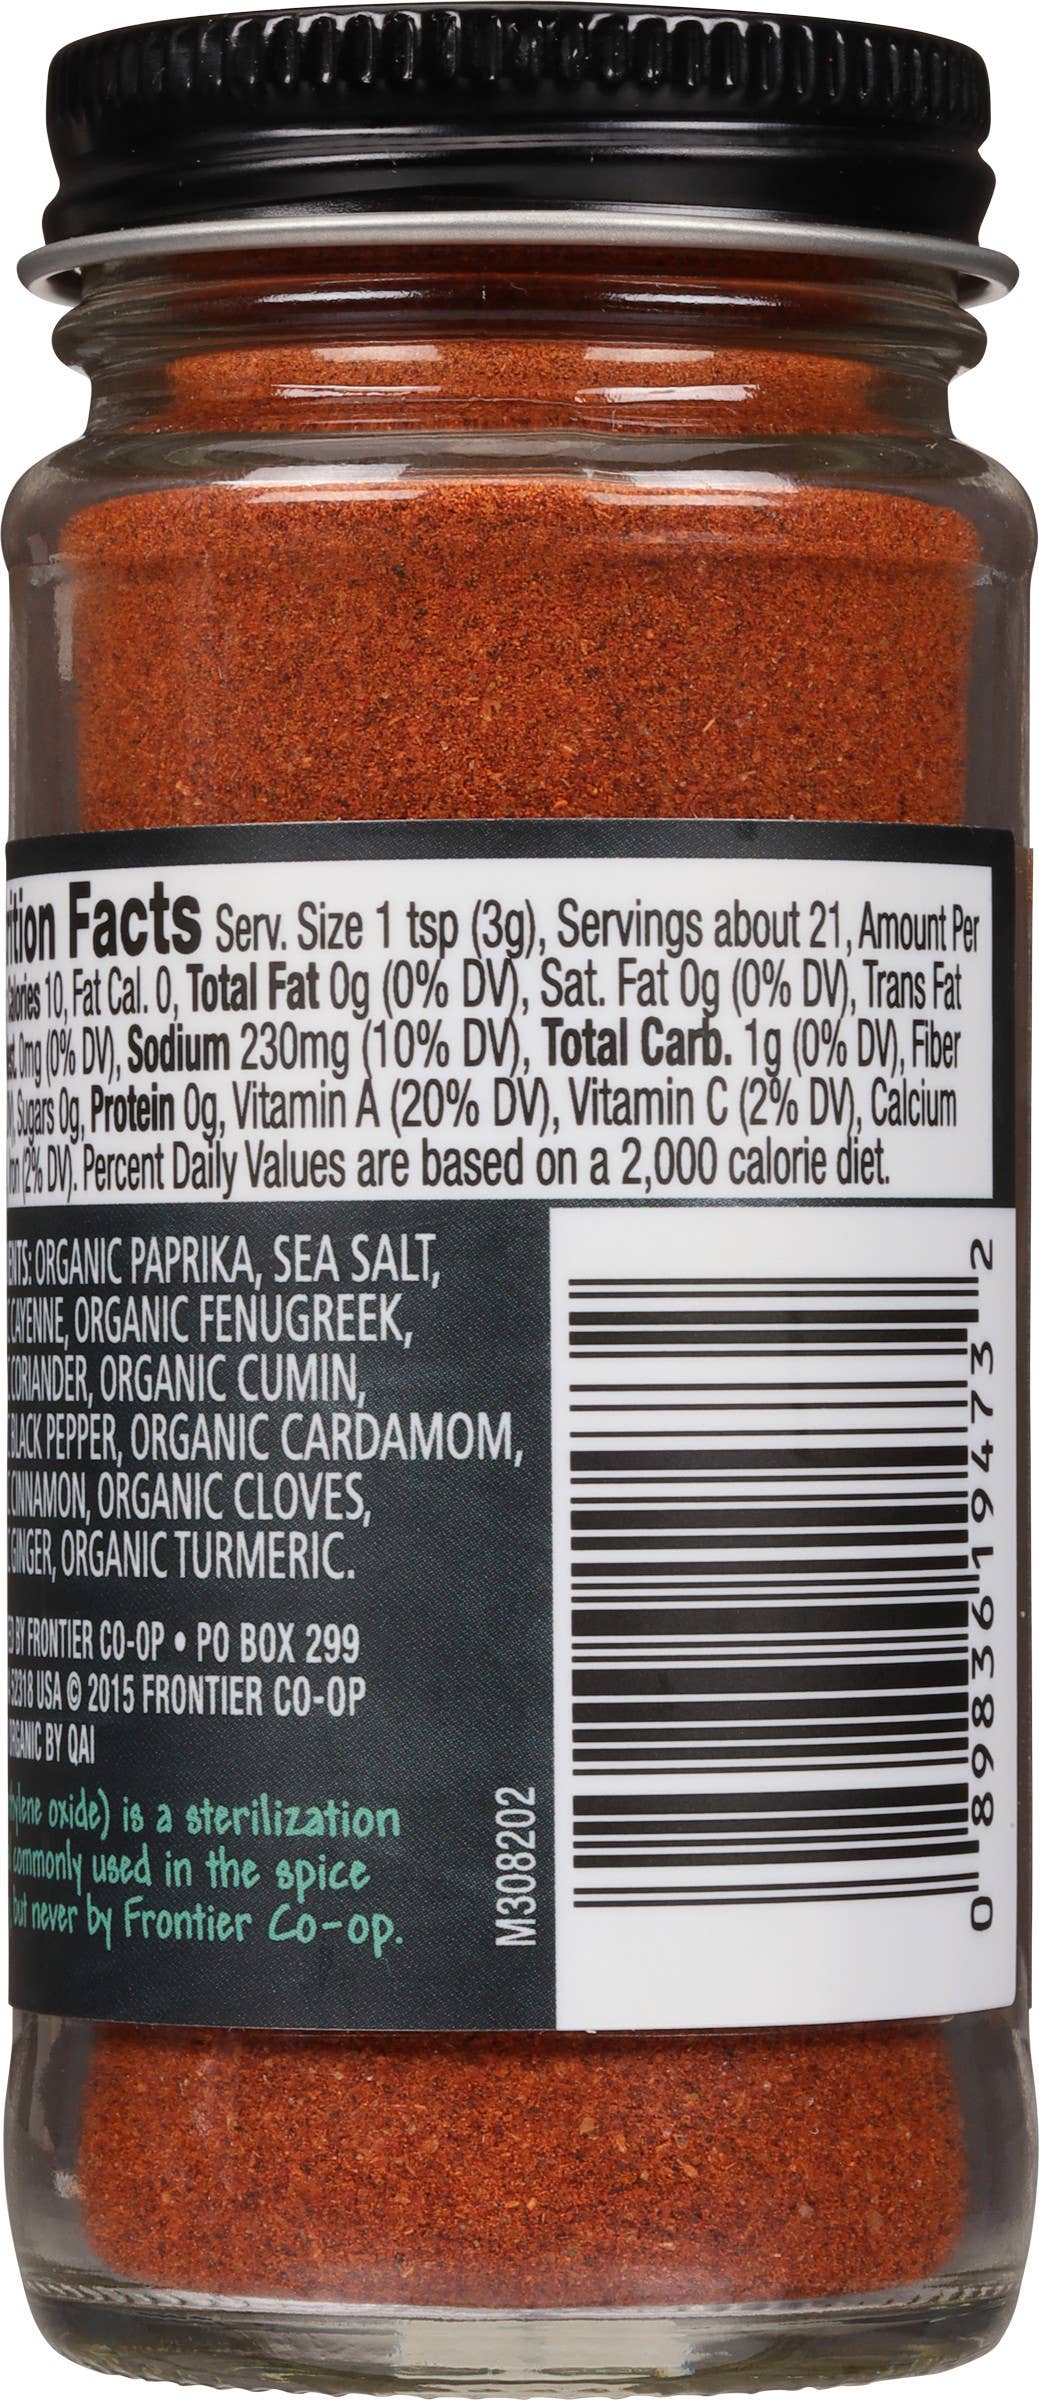 Facts Serv. Size 1 tsp (3g), Servings about 21, Amount Per
Calories 10, Fat Cal. 0, Total Fat 0g (0% DV), Sat. Fat 0g (0% DV), Trans Fat
0mg (0% DV), Sodium 230mg (10% DV), Total Carb. 1g (0% DV), Fiber
Sugars 0g, Protein 0g, Vitamin A (20% DV), Vitamin C (2% DV), Calcium
(2% DV). Percent Daily Values are based on a 2,000 calorie diet.
ORGANIC PAPRIKA, SEA SALT,
CAYENNE, ORGANIC FENUGREEK,
CORIANDER, ORGANIC CUMIN,
BLACK PEPPER, ORGANIC CARDAMOM,
CINNAMON, ORGANIC CLOVES,
GINGER, ORGANIC TURMERIC.
BY FRONTIER CO-OP • PO BOX 299
52318 USA © 2015 FRONTIER CO-OP
ORGANIC BY QAI
oxide) is a sterilization
commonly used in the spice
but never by Frontier Co-op.
M308202
0 89836 19473 2